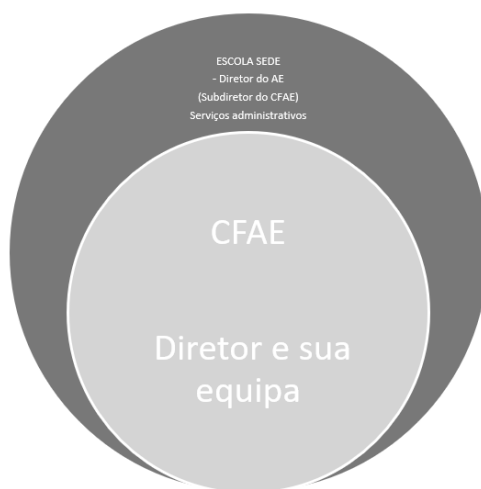 ESCOLA SEDE
- Diretor do AE
(Subdiretor do CFAE)
Serviços administrativos
CFAE
Diretor e sua
equipa